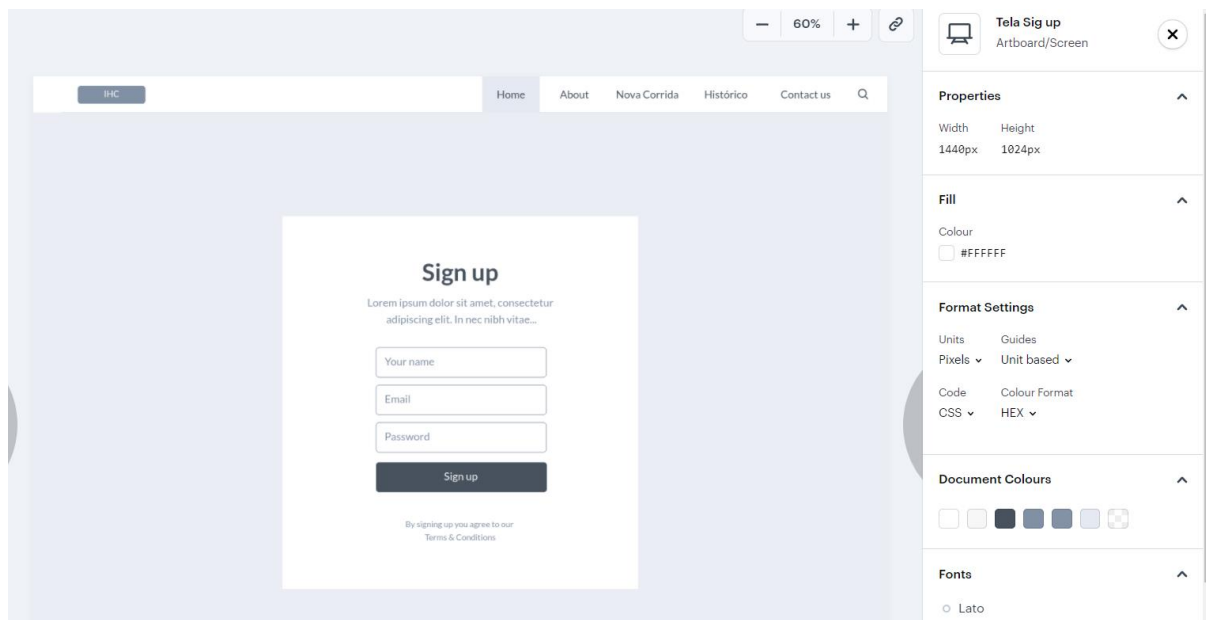 60%
IHC
Home About Nova Corrida Histórico Contact us
Sign up
Lorem ipsum dolor sit amet, consectetur
adipiscing elit. In nec nibh vitae...
Your name
Email
Password
Sign up
By signing up you agree to our
Terms & Conditions
Tela Sig up
Artboard/Screen
Properties
Width Height
1440px 1024px
Fill
Colour
#FFFFFF
Format Settings
Units Guides
Pixels Unit based
Code Colour Format
CSS HEX
Document Colours
Fonts
Lato